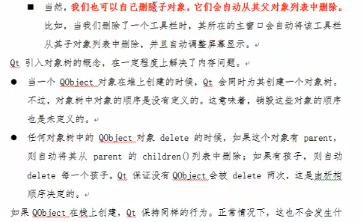 ■ 当然，我们也可以自己删除子对象，它们会自动从其父对象列表中删除。
比如，当我们删除了一个工具栏时，其所在的主窗口会自动将该工具栏
从其子对象列表中删除，并且自动调整屏幕显示。
Qt 引入对象树的概念，在一定程度上解决了内存问题。
● 当一个 QObject 对象在堆上创建的时候，Qt 会同时为其创建一个对象树。
不过，对象树中对象的顺序是没有定义的。这意味着，销毁这些对象的顺序
也是未定义的。
● 任何对象树中的 QObject 对象 delete 的时候，如果这个对象有 parent，
则自动将其从 parent 的 children()列表中删除；如果有孩子，则自动
delete 每一个孩子。Qt 保证没有 QObject 会被 delete 两次，这是由析构
顺序决定的。
如果 QObject 在栈上创建，Qt 保持同样的行为。正常情况下，这也不会发生什